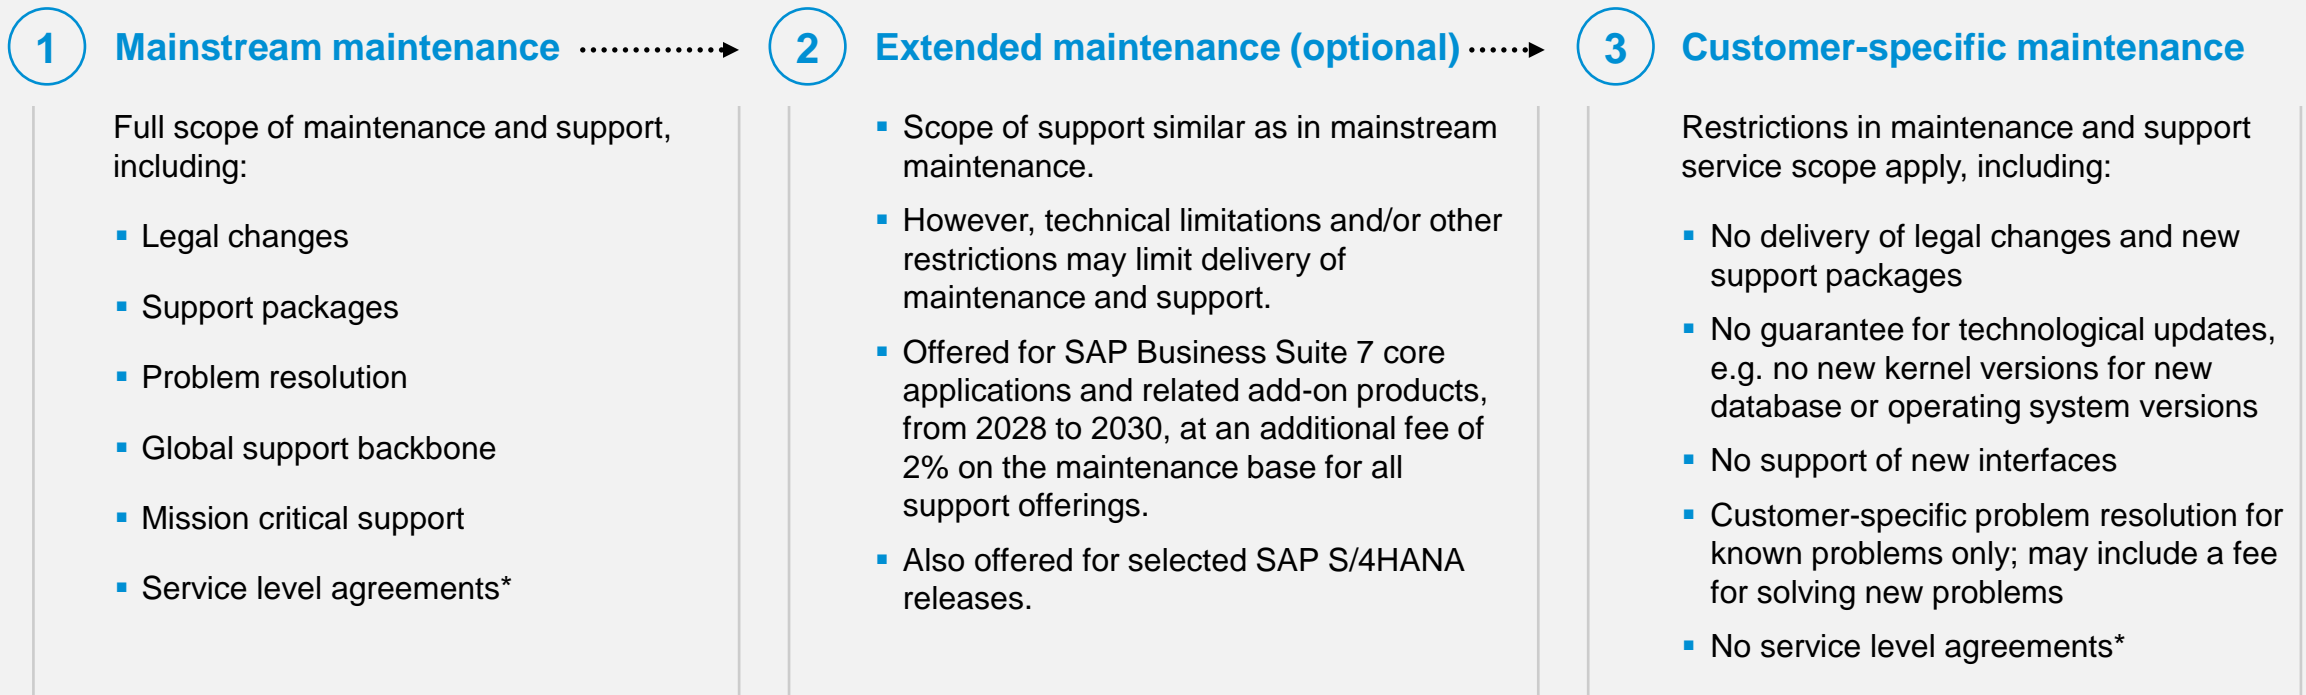 1 Mainstream maintenance
Full scope of maintenance and support,
including:
▪ Legal changes
▪ Support packages
▪ Problem resolution
▪ Global support backbone
▪ Mission critical support
▪ Service level agreements*
2 Extended maintenance (optional)
▪ Scope of support similar as in mainstream
maintenance.
▪ However, technical limitations and/or other
restrictions may limit delivery of
maintenance and support.
▪ Offered for SAP Business Suite 7 core
applications and related add-on products,
from 2028 to 2030, at an additional fee of
2% on the maintenance base for all
support offerings.
▪ Also offered for selected SAP S/4HANA
releases.
3 Customer-specific maintenance
Restrictions in maintenance and support
service scope apply, including:
▪ No delivery of legal changes and new
support packages
▪ No guarantee for technological updates,
e.g. no new kernel versions for new
database or operating system versions
▪ No support of new interfaces
▪ Customer-specific problem resolution for
known problems only; may include a fee
for solving new problems
▪ No service level agreements*